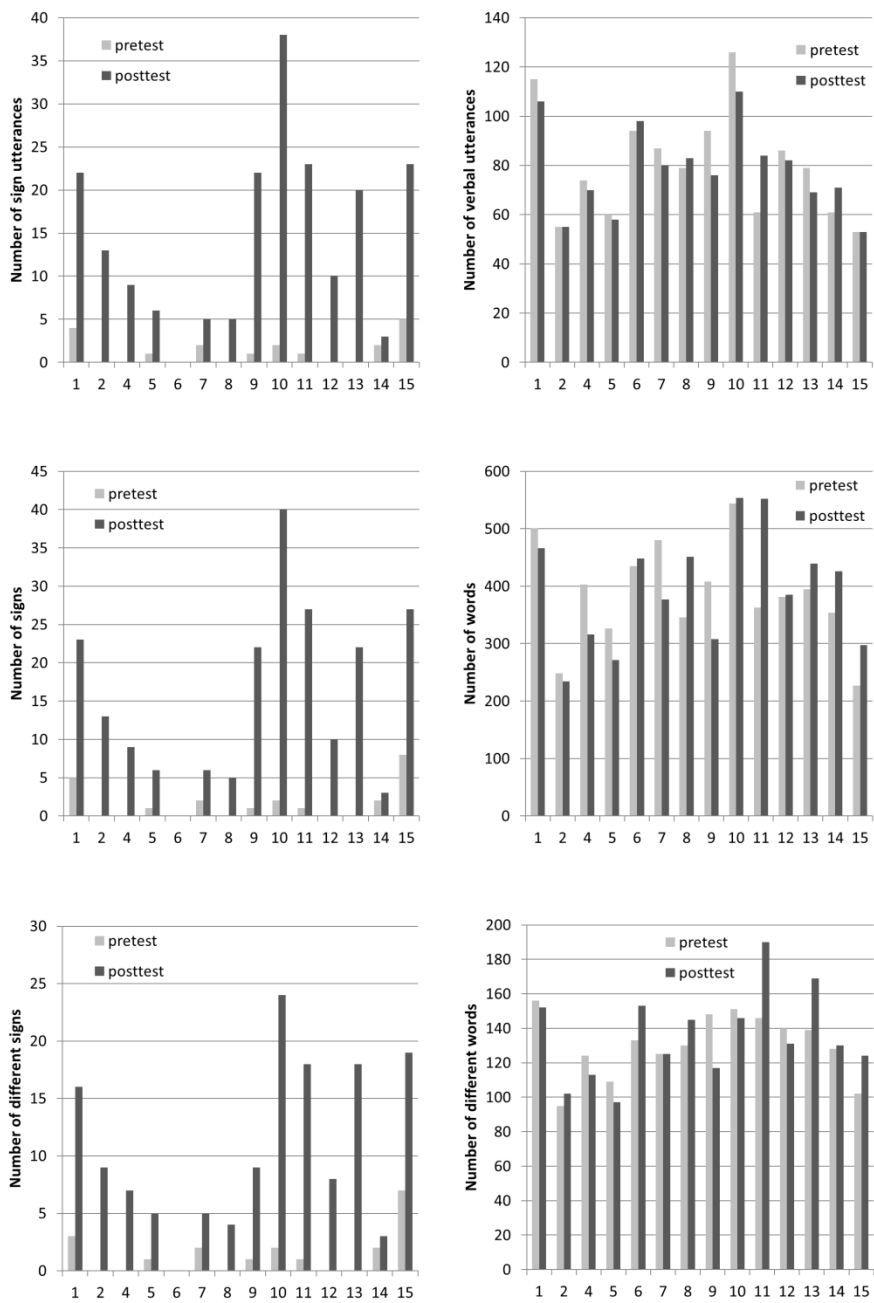 Number of sign utterances
40
35
30
25
20
15
10
5
0
pretest
posttest
1 2 4 5 6 7 8 9 10 11 12 13 14 15
Number of verbal utterances
140
120
100
80
60
40
20
0
pretest
posttest
1 2 4 5 6 7 8 9 10 11 12 13 14 15
Number of signs
45
40
35
30
25
20
15
10
5
0
pretest
posttest
1 2 4 5 6 7 8 9 10 11 12 13 14 15
Number of words
600
500
400
300
200
100
0
pretest
posttest
1 2 4 5 6 7 8 9 10 11 12 13 14 15
Number of different signs
30
25
20
15
10
5
0
pretest
posttest
1 2 4 5 6 7 8 9 10 11 12 13 14 15
Number of different words
200
180
160
140
120
100
80
60
40
20
0
pretest
posttest
1 2 4 5 6 7 8 9 10 11 12 13 14 15